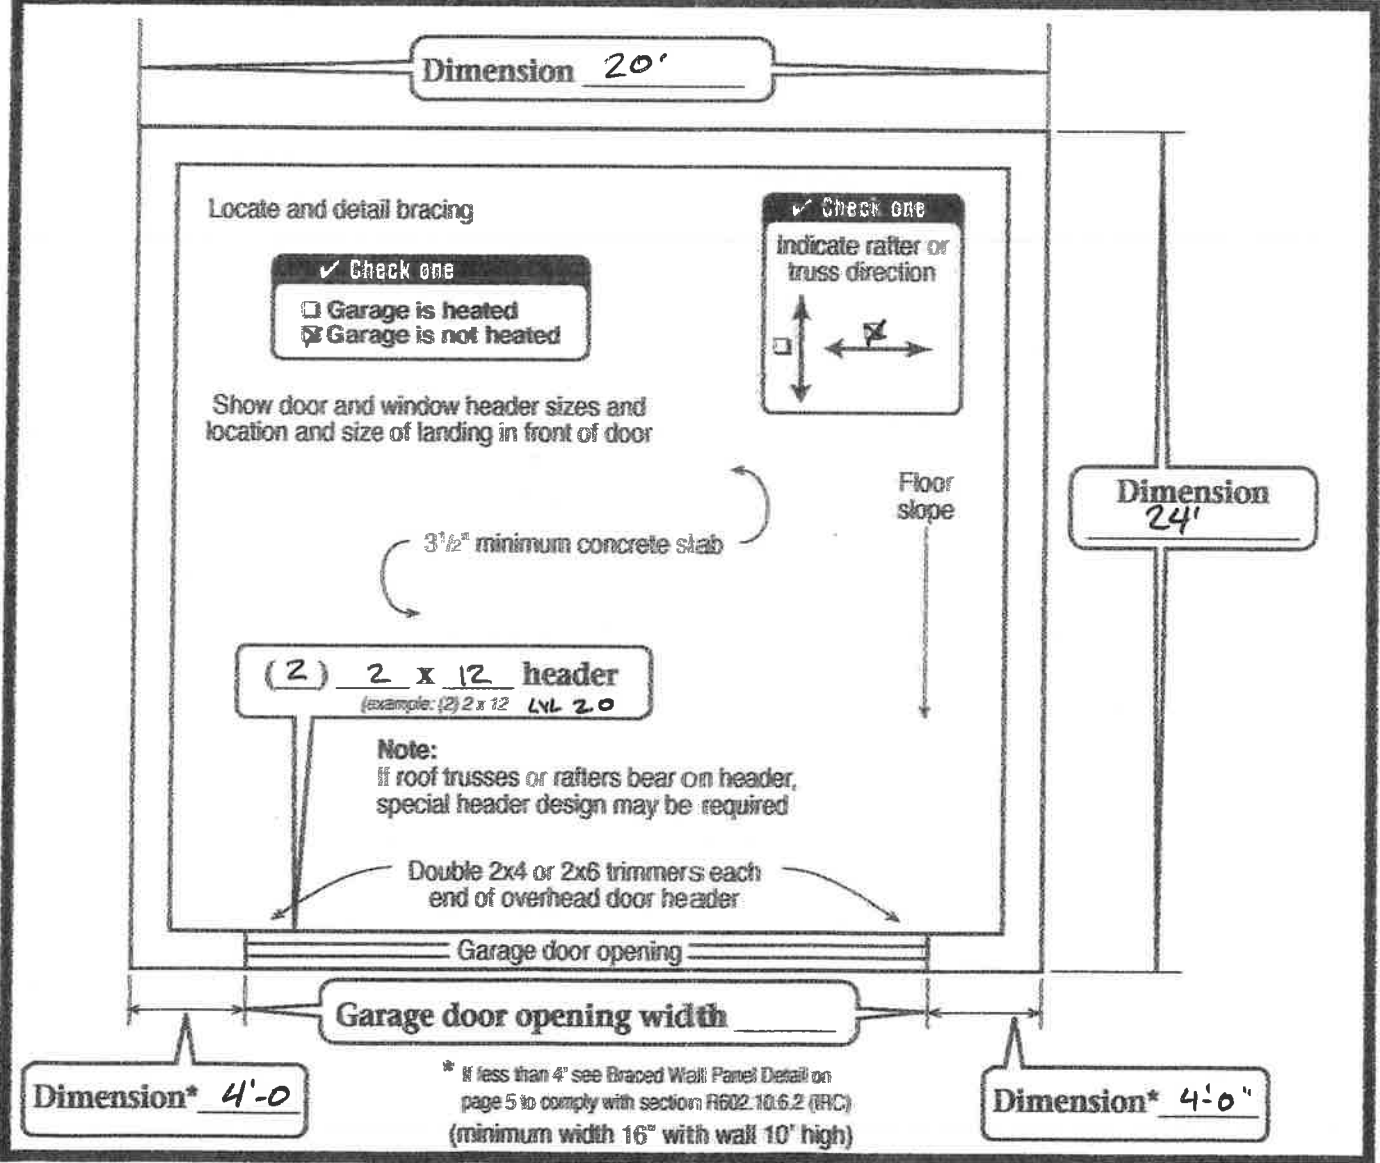 Dimension 20'
Locate and detail bracing
✓ Check one
☐ Garage is heated
☒ Garage is not heated
✓ Check one
Indicate rafter or
truss direction
☐ ☒
Show door and window header sizes and
location and size of landing in front of door
Floor
slope
Dimension
24'
3½" minimum concrete slab
(2) 2 x 12 header
(example: (2) 2 x 12 LVL 2.0
Note:
If roof trusses or rafters bear on header,
special header design may be required
Double 2x4 or 2x6 trimmers each
end of overhead door header
Garage door opening
Garage door opening width
Dimension* 4'-0
* If less than 4' see Braced Wall Panel Detail on
page 5 to comply with section R602.10.6.2 (IRC)
(minimum width 16" with wall 10' high)
Dimension* 4'-0"